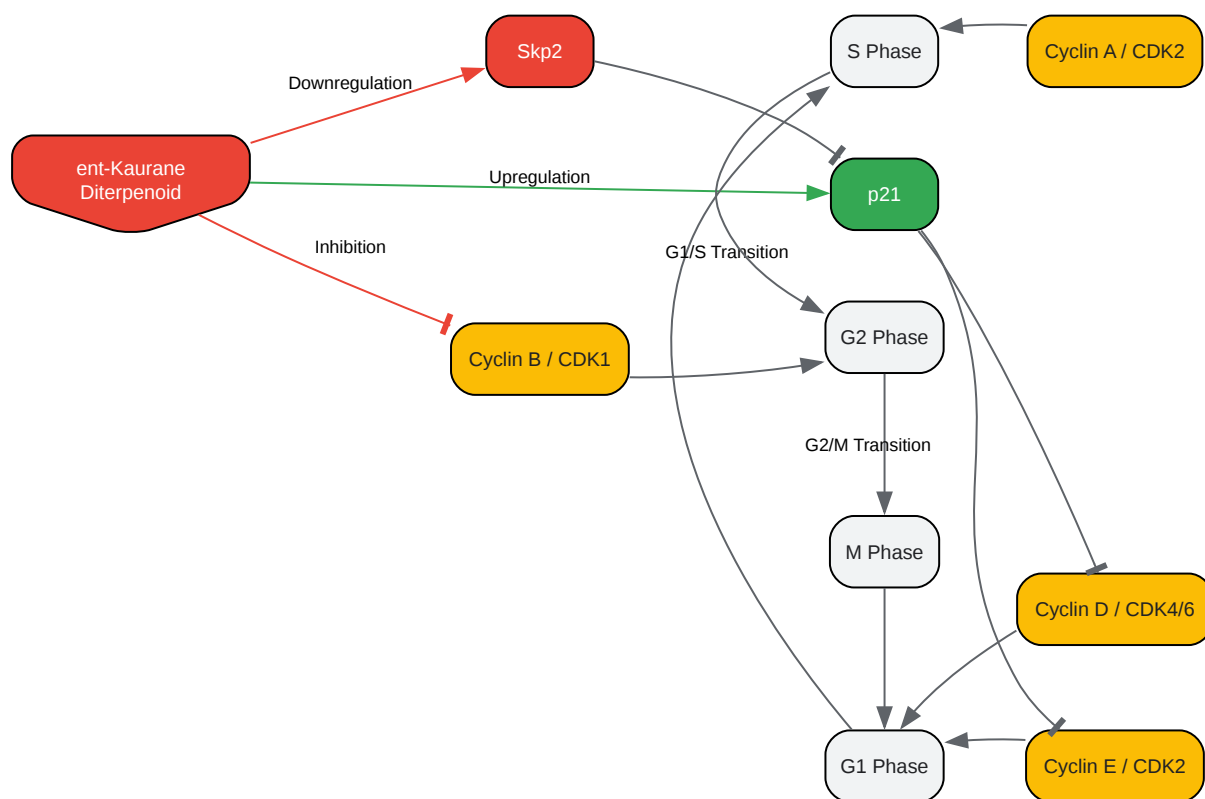 Skp2
S Phase
Cyclin A / CDK2
Downregulation
ent-Kaurane
Diterpenoid
Upregulation
p21
Inhibition
G1/S Transition
Cyclin B / CDK1
G2 Phase
G2/M Transition
M Phase
Cyclin D / CDK4/6
G1 Phase
Cyclin E / CDK2